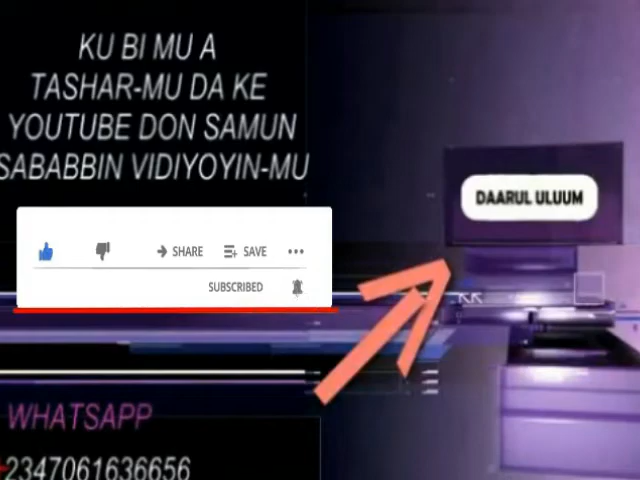 KU BI MU A
TASHAR-MU DA KE
YOUTUBE DON SAMUN
SABABBIN VIDIYOYIN-MU
DAARUL ULUUM
SHARE
SAVE
SUBSCRIBED
WHATSAPP
+2347061636656